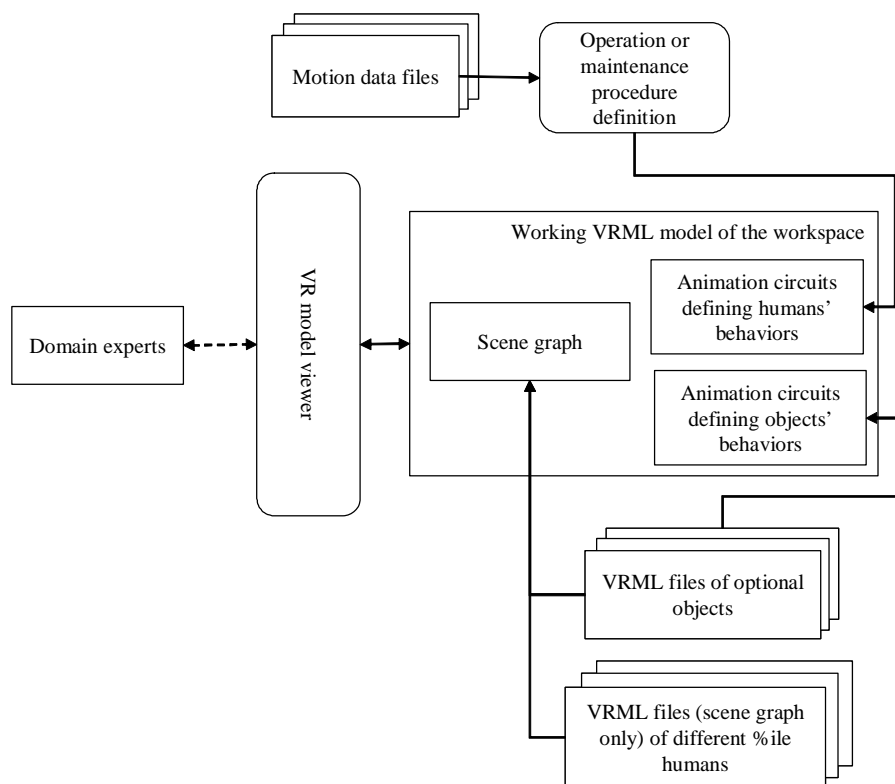 Motion data files
Operation or
maintenance
procedure
definition
Working VRML model of the workspace
VR model viewer
Animation circuits
defining humans’
behaviors
Domain experts
Scene graph
Animation circuits
defining objects’
behaviors
VRML files of optional
objects
VRML files (scene graph
only) of different %ile
humans